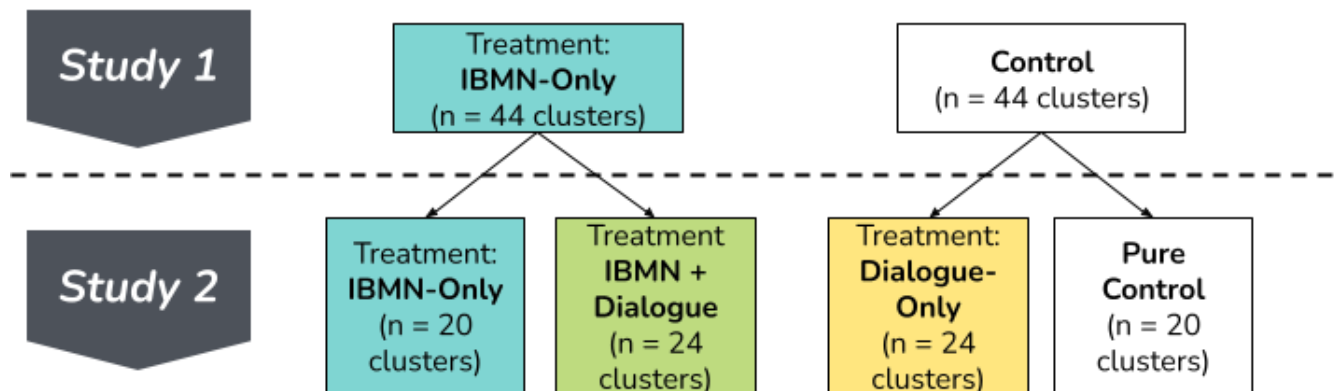 Study 1
Treatment:
IBMN-Only
(n = 44 clusters)
Control
(n = 44 clusters)
Study 2
Treatment:
IBMN-Only
(n = 20
clusters)
Treatment
IBMN +
Dialogue
(n = 24
clusters)
Treatment:
Dialogue-
Only
(n = 24
clusters)
Pure
Control
(n = 20
clusters)